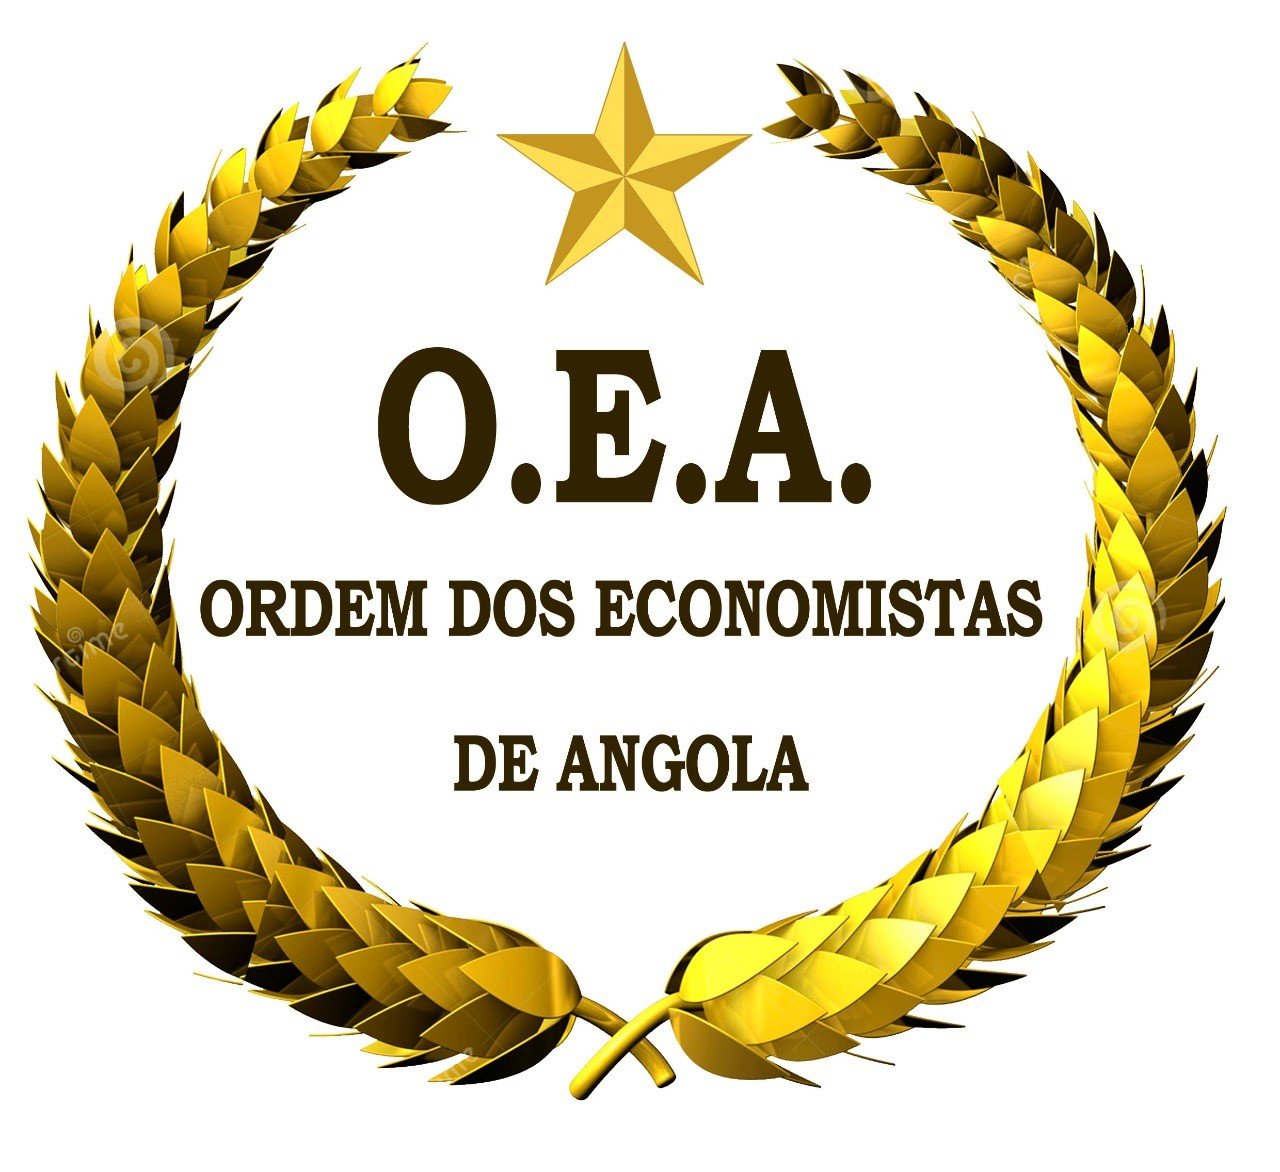 O.E.A.
ORDEM DOS ECONOMISTAS
DE ANGOLA